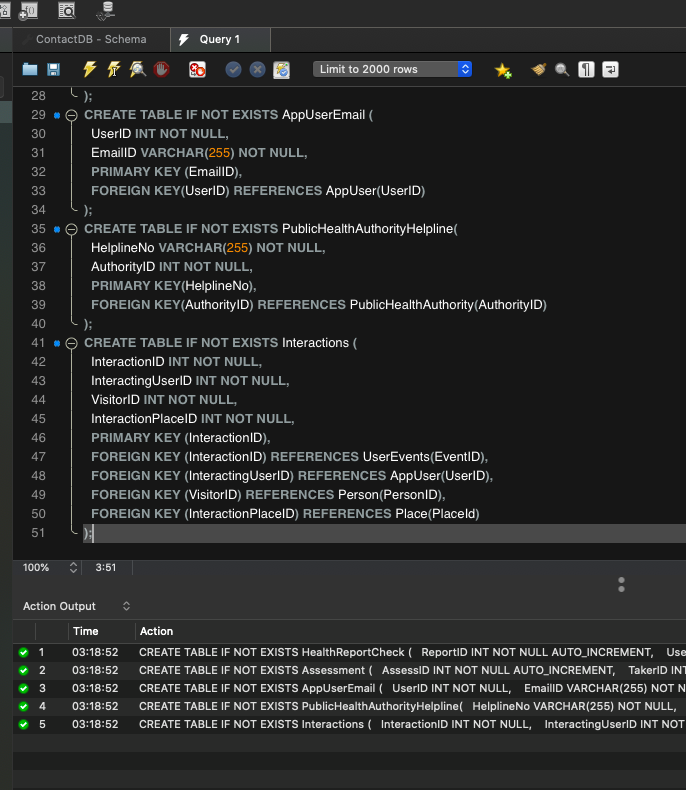 ContactDB - Schema
Query 1
Limit to 2000 rows
28 );
29 CREATE TABLE IF NOT EXISTS AppUserEmail (
30 UserID INT NOT NULL,
31 EmailID VARCHAR(255) NOT NULL,
32 PRIMARY KEY (EmailID),
33 FOREIGN KEY(UserID) REFERENCES AppUser(UserID)
34 );
35 CREATE TABLE IF NOT EXISTS PublicHealthAuthorityHelpline(
36 HelplineNo VARCHAR(255) NOT NULL,
37 AuthorityID INT NOT NULL,
38 PRIMARY KEY(HelplineNo),
39 FOREIGN KEY(AuthorityID) REFERENCES PublicHealthAuthority(AuthorityID)
40 );
41 CREATE TABLE IF NOT EXISTS Interactions (
42 InteractionID INT NOT NULL,
43 InteractingUserID INT NOT NULL,
44 VisitorID INT NOT NULL,
45 InteractionPlaceID INT NOT NULL,
46 PRIMARY KEY (InteractionID),
47 FOREIGN KEY (InteractionID) REFERENCES UserEvents(EventID),
48 FOREIGN KEY (InteractingUserID) REFERENCES AppUser(UserID),
49 FOREIGN KEY (VisitorID) REFERENCES Person(PersonID),
50 FOREIGN KEY (InteractionPlaceID) REFERENCES Place(PlaceId)
51 );
100% 3:51
Action Output
Time Action
1 03:18:52 CREATE TABLE IF NOT EXISTS HealthReportCheck ( ReportID INT NOT NULL AUTO_INCREMENT, Use
2 03:18:52 CREATE TABLE IF NOT EXISTS Assessment ( AssessID INT NOT NULL AUTO_INCREMENT, TakerID INT
3 03:18:52 CREATE TABLE IF NOT EXISTS AppUserEmail ( UserID INT NOT NULL, EmailID VARCHAR(255) NOT N
4 03:18:52 CREATE TABLE IF NOT EXISTS PublicHealthAuthorityHelpline( HelplineNo VARCHAR(255) NOT NULL,
5 03:18:52 CREATE TABLE IF NOT EXISTS Interactions ( InteractionID INT NOT NULL, InteractingUserID INT NOT